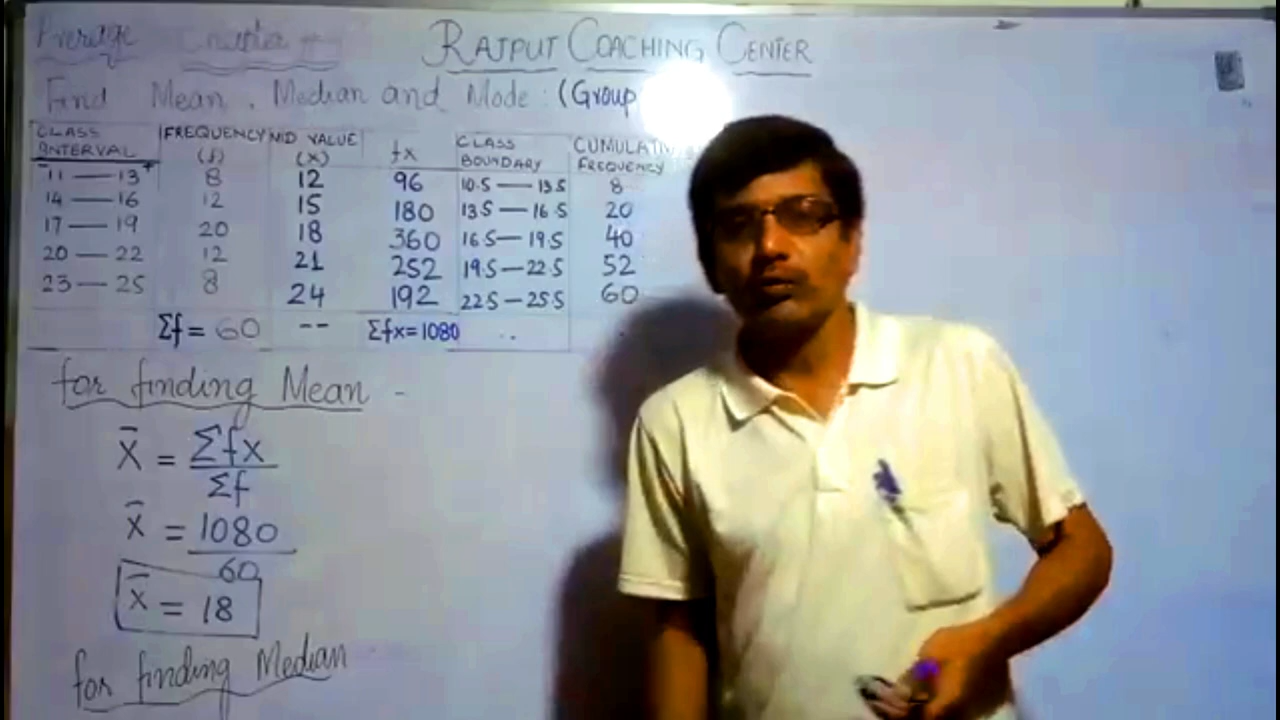 Average Chapter RAJPUT COACHING CENTER
Find Mean, Median and Mode: (Group
CLASS INTERVAL FREQUENCY (f) MID VALUE (X) fx CLASS BOUNDARY CUMULATIV FREQUENCY
-11 — 13+ 8 12 96 10.5 — 13.5 8
14 — 16 12 15 180 13.5 — 16.5 20
17 — 19 20 18 360 16.5 — 19.5 40
20 — 22 12 21 252 19.5 — 22.5 52
23 — 25 8 24 192 22.5 — 25.5 60
Σf = 60 -- Σfx=1080 ..
for finding Mean -
X̄ = Σfx
Σf
X̄ = 1080
60
X̄ = 18
for finding Median